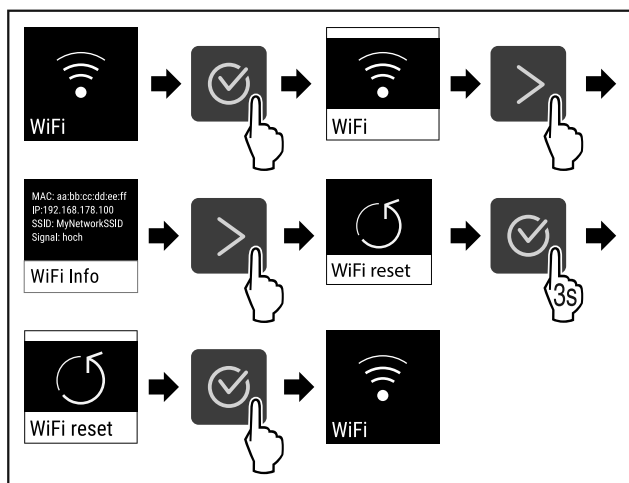 WiFi
WiFi
MAC: aa:bb:cc:dd:ee:ff
IP:192.168.178.100
SSID: MyNetworkSSID
Signal: hoch
WiFi Info
WiFi reset
3s
WiFi reset
WiFi